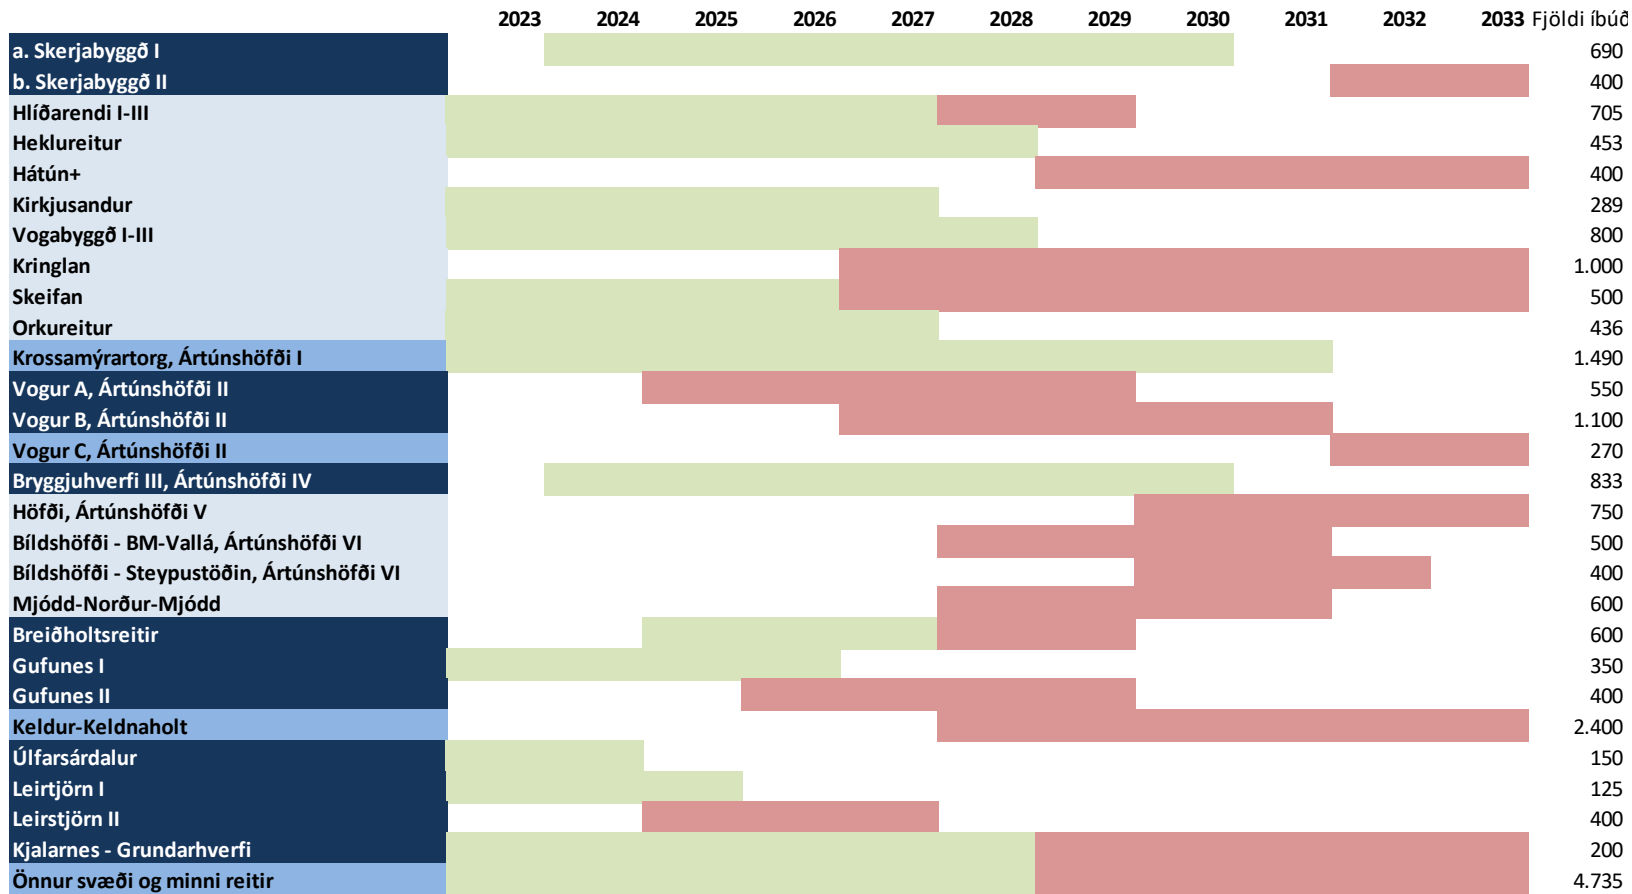 2023 2024 2025 2026 2027 2028 2029 2030 2031 2032 2033 Fjöldi íbúð
a. Skerjabyggð I 690
b. Skerjabyggð II 400
Hlíðarendi I-III 705
Heklureitur 453
Hátún+ 400
Kirkjusandur 289
Vogabyggð I-III 800
Kringlan 1.000
Skeifan 500
Orkureitur 436
Krossamýrartorg, Ártúnshöfði I 1.490
Vogur A, Ártúnshöfði II 550
Vogur B, Ártúnshöfði II 1.100
Vogur C, Ártúnshöfði II 270
Bryggjuhverfi III, Ártúnshöfði IV 833
Höfði, Ártúnshöfði V 750
Bíldshöfði - BM-Vallá, Ártúnshöfði VI 500
Bíldshöfði - Steypustöðin, Ártúnshöfði VI 400
Mjódd-Norður-Mjódd 600
Breiðholtsreitir 600
Gufunes I 350
Gufunes II 400
Keldur-Keldnaholt 2.400
Úlfarsárdalur 150
Leirtjörn I 125
Leirstjörn II 400
Kjalarnes - Grundarhverfi 200
Önnur svæði og minni reitir 4.735